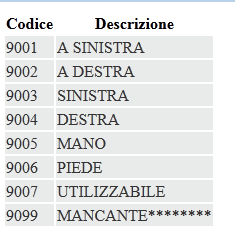 Codice Descrizione
9001 A SINISTRA
9002 A DESTRA
9003 SINISTRA
9004 DESTRA
9005 MANO
9006 PIEDE
9007 UTILIZZABILE
9099 MANCANTE********